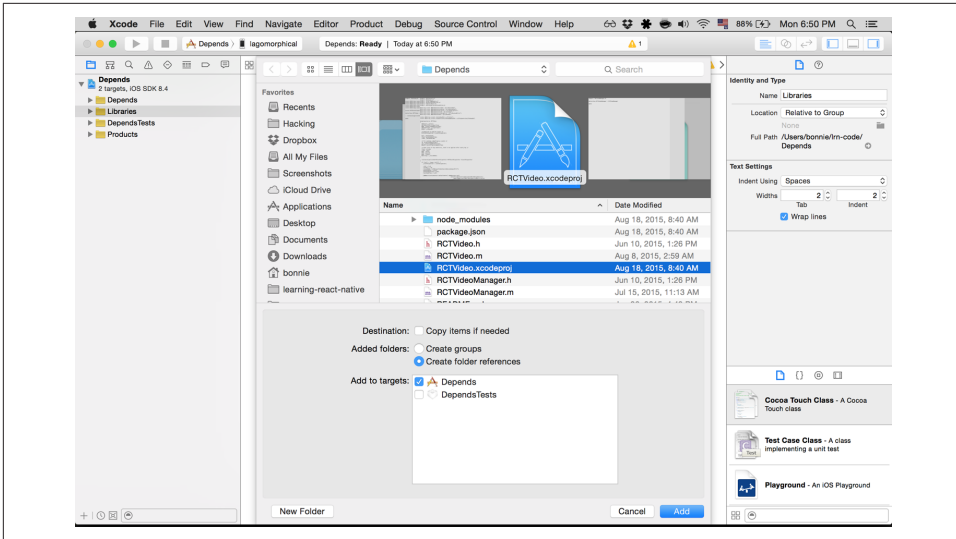 Xcode File Edit View Find Navigate Editor Product Debug Source Control Window Help 88% Mon 6:50 PM
Depends lagomorphical Depends: Ready | Today at 6:50 PM 1
Depends
2 targets, iOS SDK 8.4
Depends
Libraries
DependsTests
Products
Depends
Search
Favorites
Recents
Hacking
Dropbox
All My Files
Screenshots
iCloud Drive
Applications
Desktop
Documents
Downloads
bonnie
learning-react-native
RCTVideo.xcodeproj
Name Date Modified
node_modules Aug 18, 2015, 8:40 AM
package.json Aug 18, 2015, 8:40 AM
RCTVideo.h Jun 10, 2015, 1:26 PM
RCTVideo.m Aug 8, 2015, 2:59 AM
RCTVideo.xcodeproj Aug 18, 2015, 8:40 AM
RCTVideoManager.h Jun 10, 2015, 1:26 PM
RCTVideoManager.m Jul 15, 2015, 11:13 AM
Destination: Copy items if needed
Added folders: Create groups
Create folder references
Add to targets: Depends
DependsTests
New Folder Cancel Add
Identity and Type
Name Libraries
Location Relative to Group
None
Full Path /Users/bonnie/lrn-code/
Depends
Text Settings
Indent Using Spaces
Widths 2 2
Tab Indent
Wrap lines
Cocoa Touch Class - A Cocoa
Touch class
Test Case Class - A class
implementing a unit test
Test
Playground - An iOS Playground